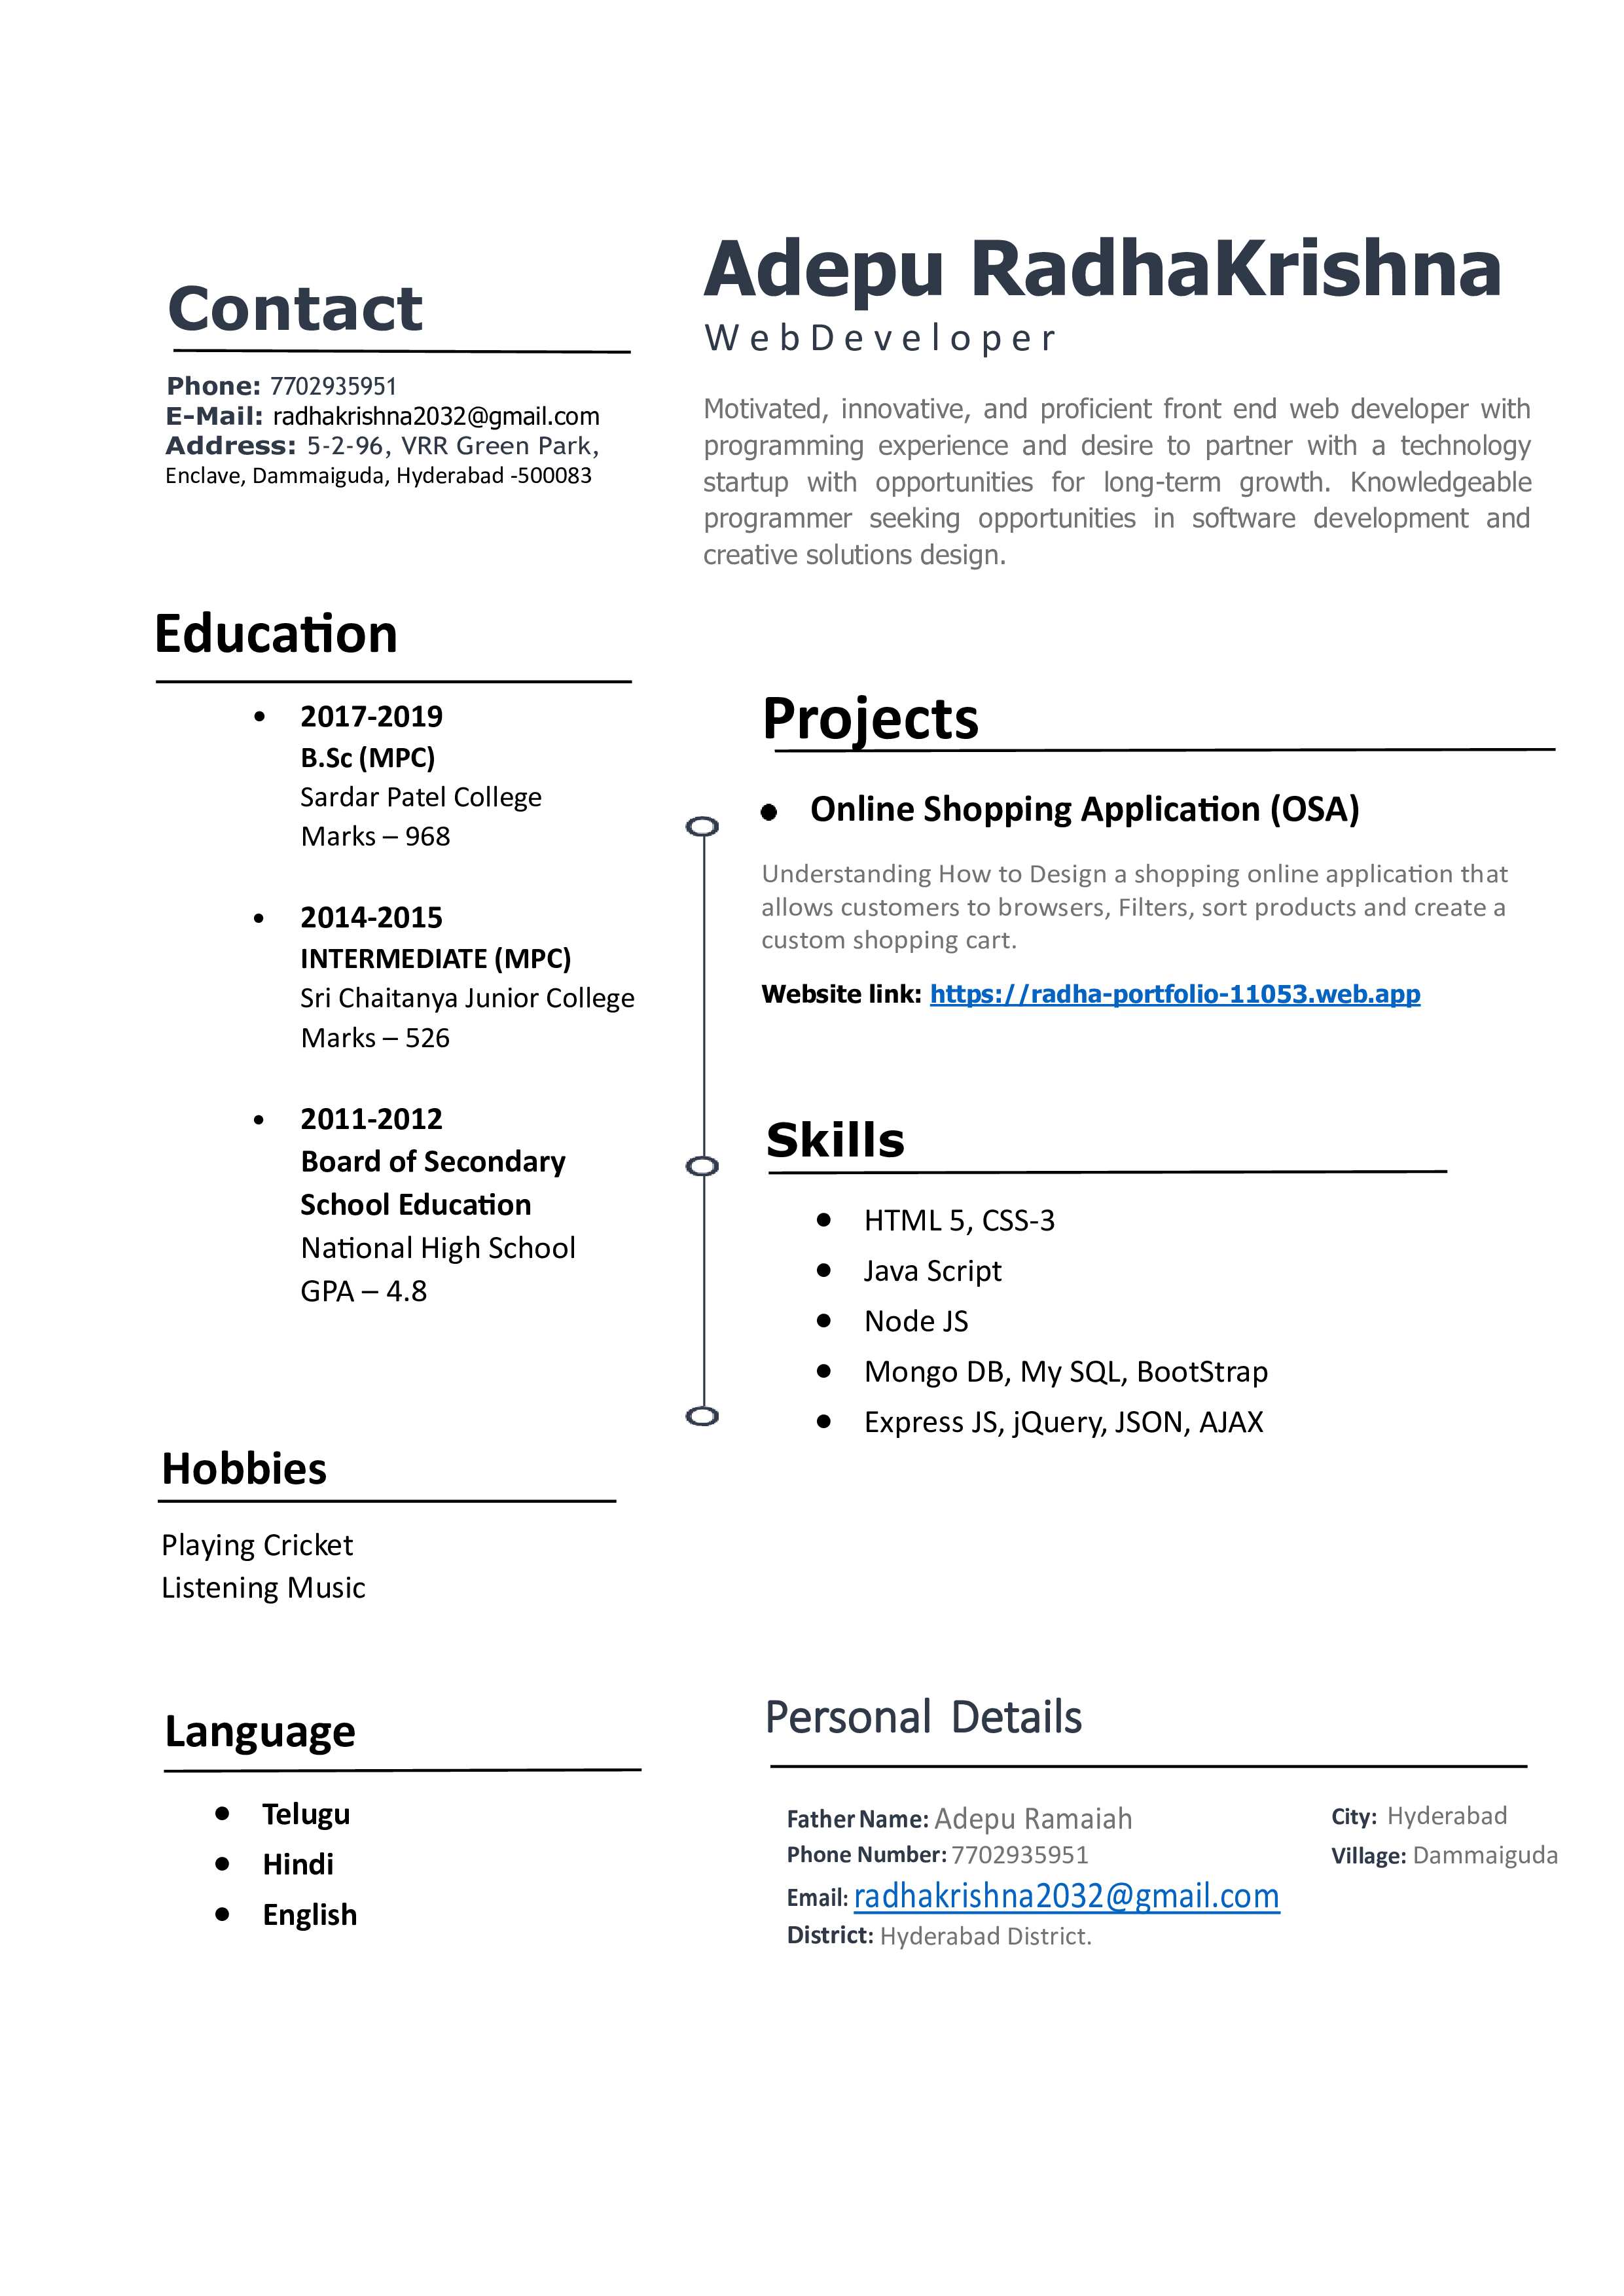 Contact
Phone: 7702935951
E-Mail: radhakrishna2032@gmail.com
Address: 5-2-96, VRR Green Park,
Enclave, Dammaiguda, Hyderabad -500083
Adepu RadhaKrishna
WebDeveloper
Motivated, innovative, and proficient front end web developer with
programming experience and desire to partner with a technology
startup with opportunities for long-term growth. Knowledgeable
programmer seeking opportunities in software development and
creative solutions design.
Education
• 2017-2019
B.Sc (MPC)
Sardar Patel College
Marks – 968
• 2014-2015
INTERMEDIATE (MPC)
Sri Chaitanya Junior College
Marks – 526
• 2011-2012
Board of Secondary
School Education
National High School
GPA – 4.8
Projects
• Online Shopping Application (OSA)
Understanding How to Design a shopping online application that
allows customers to browsers, Filters, sort products and create a
custom shopping cart.
Website link: https://radha-portfolio-11053.web.app
Skills
• HTML 5, CSS-3
• Java Script
• Node JS
• Mongo DB, My SQL, BootStrap
• Express JS, jQuery, JSON, AJAX
Hobbies
Playing Cricket
Listening Music
Language
• Telugu
• Hindi
• English
Personal Details
Father Name: Adepu Ramaiah
Phone Number: 7702935951
Email: radhakrishna2032@gmail.com
District: Hyderabad District.
City: Hyderabad
Village: Dammaiguda